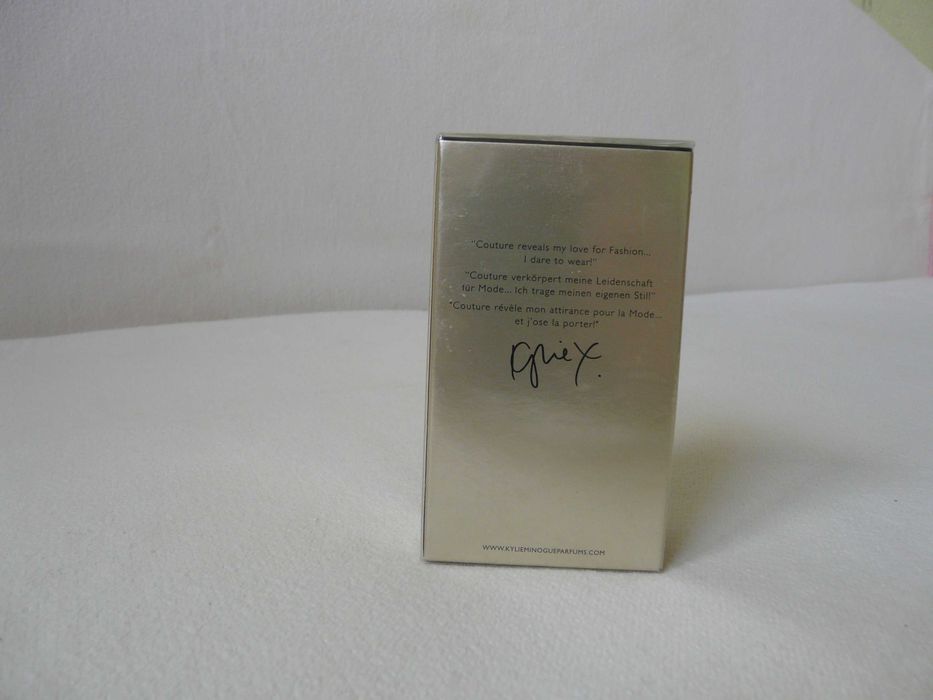 "Couture reveals my love for Fashion...
I dare to wear!"
"Couture verkörpert meine Leidenschaft
für Mode... Ich trage meinen eigenen Stil!"
"Couture révèle mon attirance pour la Mode...
et j'ose la porter!"
Kylie X.
WWW.KYLIEMINOGUEPARFUMS.COM